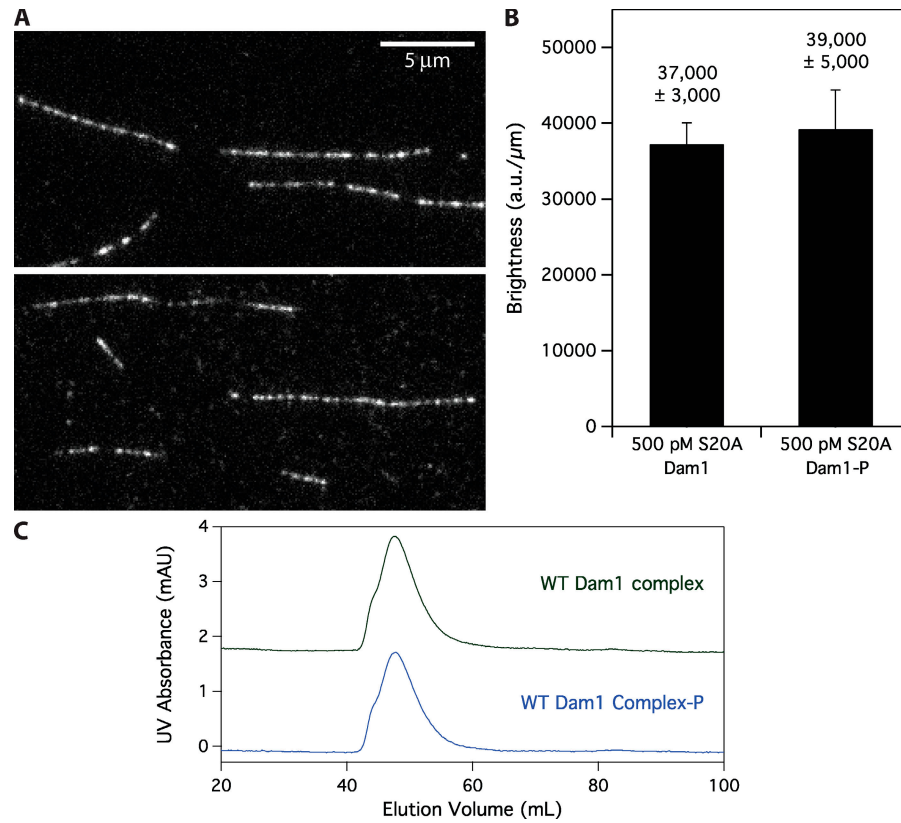 A
5 µm
B
Brightness (a.u./µm)
50000
40000
30000
20000
10000
0
37,000
± 3,000
39,000
± 5,000
500 pM S20A
Dam1
500 pM S20A
Dam1-P
C
UV Absorbance (mAU)
4
3
2
1
0
WT Dam1 complex
WT Dam1 Complex-P
20
40
60
80
100
Elution Volume (mL)